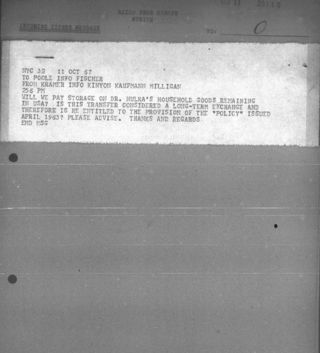 INCOMING TELEX MESSAGE
TO:
NYC 32 11 OCT 67
TO POOLE INFO FISCHER
FROM KRAMER INFO KINYON KAUFMANN MILLIGAN
256 PM
WILL WE PAY STORAGE ON DR. HULKA'S HOUSEHOLD GOODS REMAINING
IN USA? IS THIS TRANSFER CONSIDERED A LONG-TERM EXCHANGE AND
THEREFORE IS HE ENTITLED TO THE PROVISION OF THE "POLICY" ISSUED
APRIL 1963? PLEASE ADVISE. THANKS AND REGARDS
END MSG